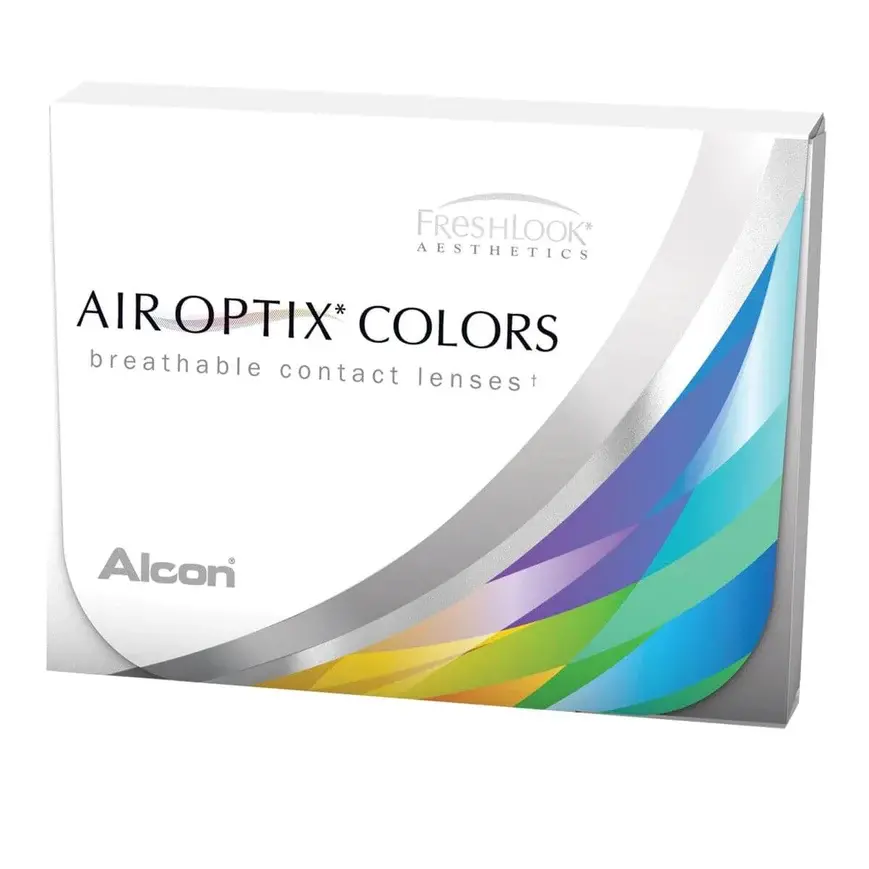 FRESHLOOK*
AESTHETICS
AIR OPTIX* COLORS
breathable contact lenses†
Alcon®